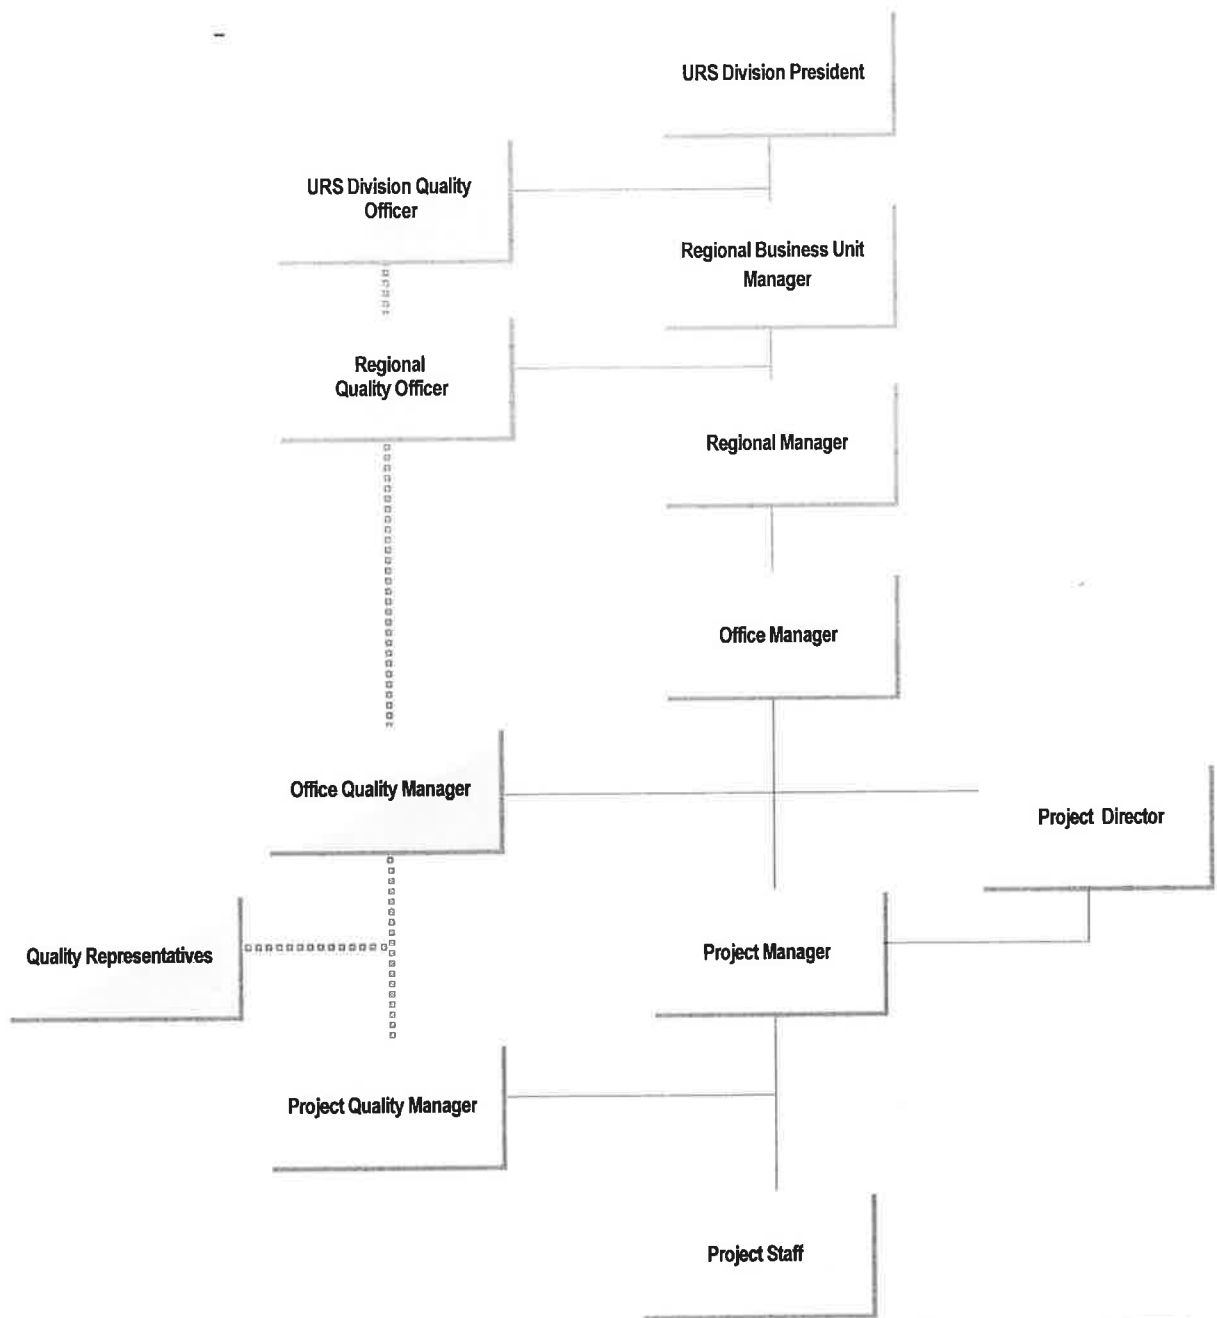 URS Division President
URS Division Quality
Officer
Regional Business Unit
Manager
Regional
Quality Officer
Regional Manager
Office Manager
Office Quality Manager
Project Director
Quality Representatives
Project Manager
Project Quality Manager
Project Staff